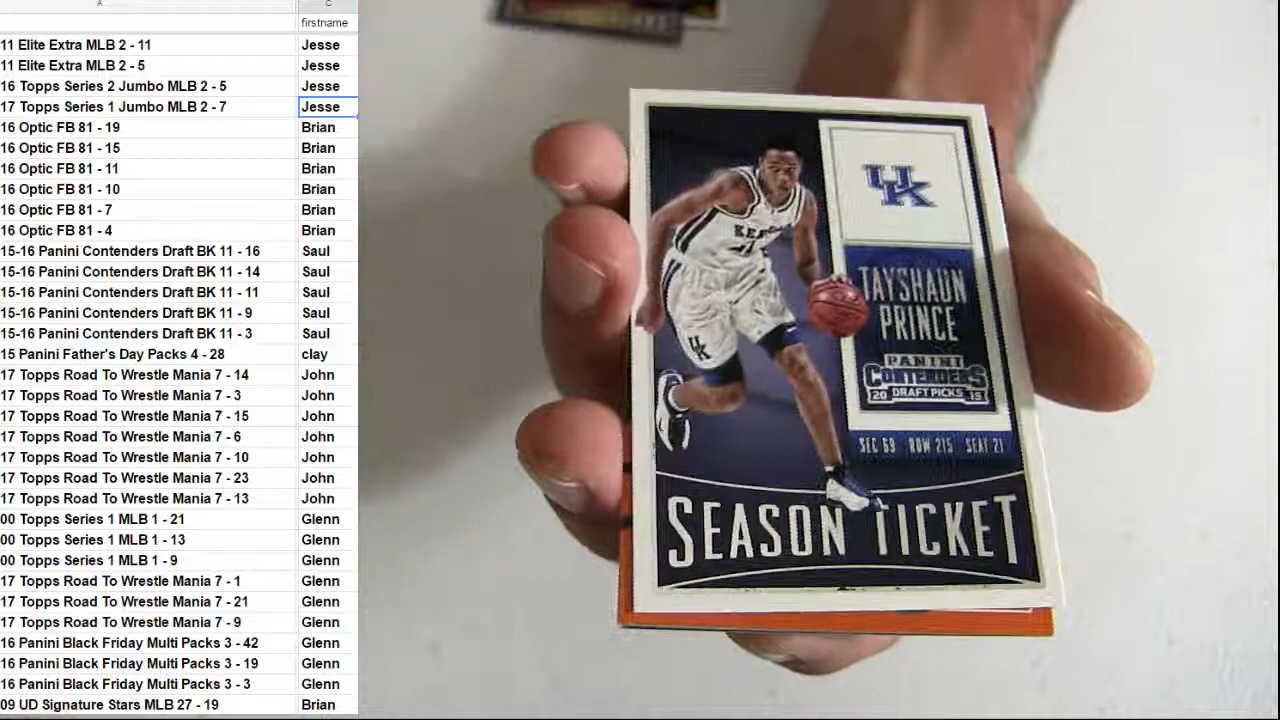 A C
firstname
11 Elite Extra MLB 2 - 11 Jesse
11 Elite Extra MLB 2 - 5 Jesse
16 Topps Series 2 Jumbo MLB 2 - 5 Jesse
17 Topps Series 1 Jumbo MLB 2 - 7 Jesse
16 Optic FB 81 - 19 Brian
16 Optic FB 81 - 15 Brian
16 Optic FB 81 - 11 Brian
16 Optic FB 81 - 10 Brian
16 Optic FB 81 - 7 Brian
16 Optic FB 81 - 4 Brian
15-16 Panini Contenders Draft BK 11 - 16 Saul
15-16 Panini Contenders Draft BK 11 - 14 Saul
15-16 Panini Contenders Draft BK 11 - 11 Saul
15-16 Panini Contenders Draft BK 11 - 9 Saul
15-16 Panini Contenders Draft BK 11 - 3 Saul
15 Panini Father's Day Packs 4 - 28 clay
17 Topps Road To Wrestle Mania 7 - 14 John
17 Topps Road To Wrestle Mania 7 - 3 John
17 Topps Road To Wrestle Mania 7 - 15 John
17 Topps Road To Wrestle Mania 7 - 6 John
17 Topps Road To Wrestle Mania 7 - 10 John
17 Topps Road To Wrestle Mania 7 - 23 John
17 Topps Road To Wrestle Mania 7 - 13 John
00 Topps Series 1 MLB 1 - 21 Glenn
00 Topps Series 1 MLB 1 - 13 Glenn
00 Topps Series 1 MLB 1 - 9 Glenn
17 Topps Road To Wrestle Mania 7 - 1 Glenn
17 Topps Road To Wrestle Mania 7 - 21 Glenn
17 Topps Road To Wrestle Mania 7 - 9 Glenn
16 Panini Black Friday Multi Packs 3 - 42 Glenn
16 Panini Black Friday Multi Packs 3 - 19 Glenn
16 Panini Black Friday Multi Packs 3 - 3 Glenn
09 UD Signature Stars MLB 27 - 19 Brian
UK
TAYSHAUN
PRINCE
PANINI
CONTENDERS
20 DRAFT PICKS 15
SEC 69 ROW 215 SEAT 21
SEASON TICKET
UK